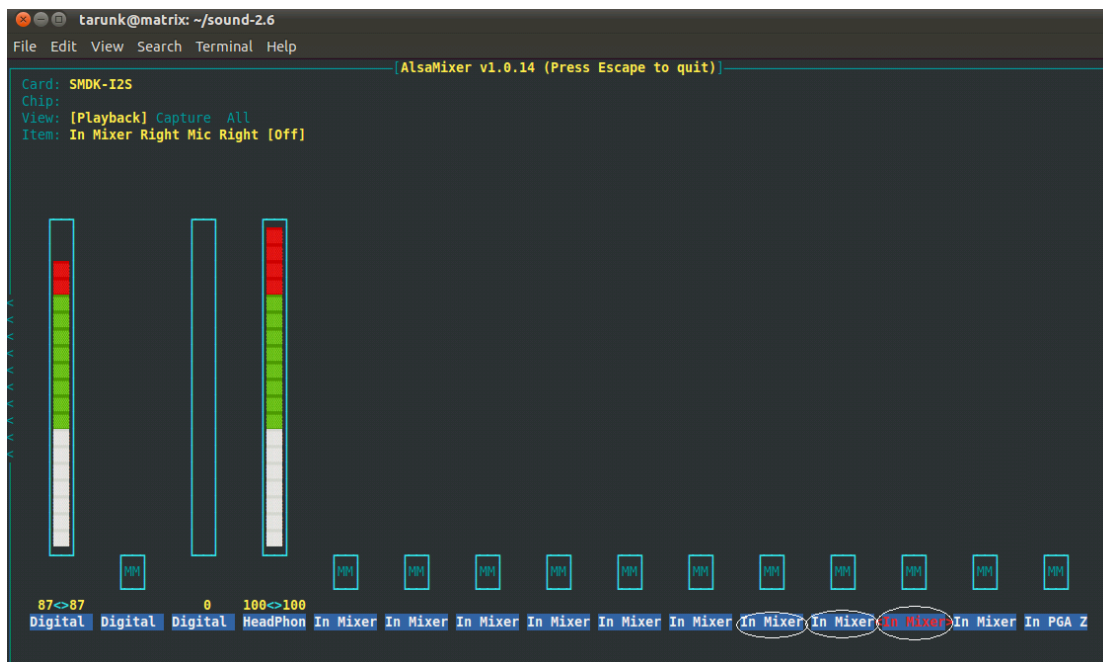 tarunk@matrix: ~/sound-2.6
File Edit View Search Terminal Help
[AlsaMixer v1.0.14 (Press Escape to quit)]
Card: SMDK-I2S
Chip:
View: [Playback] Capture All
Item: In Mixer Right Mic Right [Off]
<
<
<
<
<
<
<
<
<
<
MM MM MM MM MM MM MM MM MM MM MM MM
87<>87 0 100<>100
Digital Digital Digital HeadPhon In Mixer In Mixer In Mixer In Mixer In Mixer In Mixer In Mixer In Mixer <In Mixer> In Mixer In PGA Z